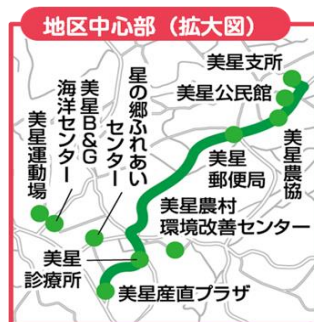 地区中心部（拡大図）
美星支所
美星公民館
美星農協
美星
郵便局
美星農村
環境改善センター
星の郷ふれあい
センター
美星B&G
海洋センター
美星運動場
美星
診療所
美星産直プラザ